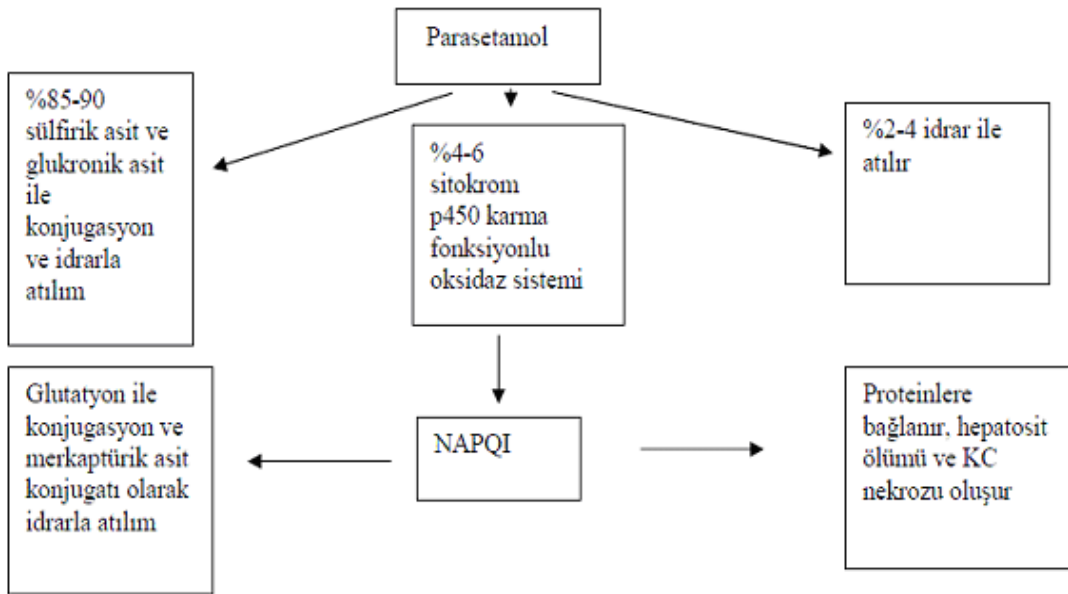 Parasetamol
%85-90
sülfirik asit ve
glukronik asit
ile
konjugasyon
ve idrarla
atılım
%4-6
sitokrom
p450 karma
fonksiyonlu
oksidaz sistemi
%2-4 idrar ile
atılır
Glutatyon ile
konjugasyon ve
merkaptürik asit
konjugatı olarak
idrarla atılım
NAPQI
Proteinlere
bağlanır, hepatosit
ölümü ve KC
nekrozu oluşur